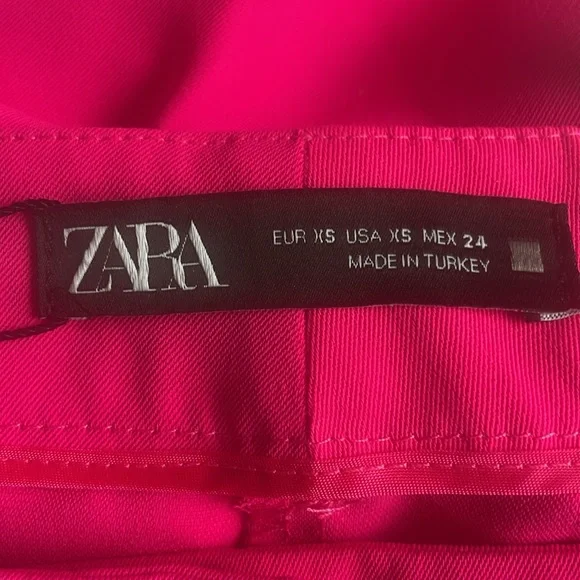 ZARA
EUR XS USA XS MEX 24
MADE IN TURKEY